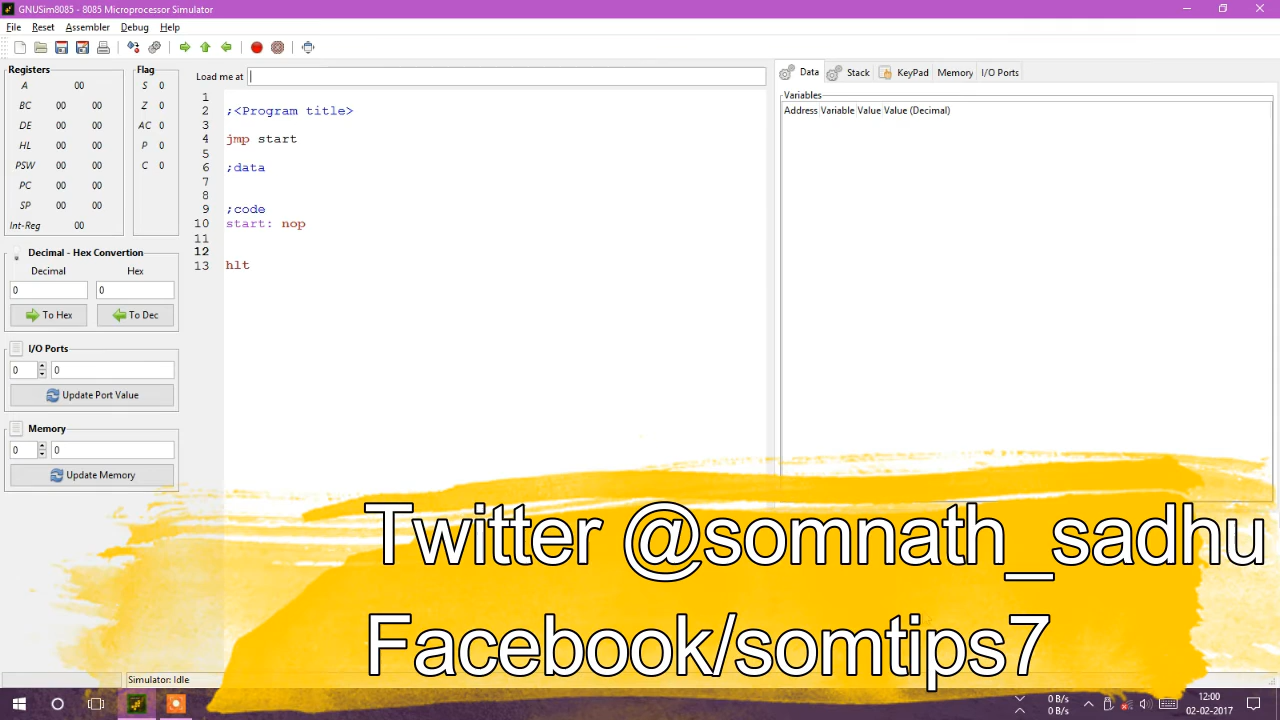 GNUSim8085 - 8085 Microprocessor Simulator
File Reset Assembler Debug Help
Registers
A 00
BC 00 00
DE 00 00
HL 00 00
PSW 00 00
PC 00 00
SP 00 00
Int-Reg 00
Flag
S 0
Z 0
AC 0
P 0
C 0
Decimal - Hex Convertion
Decimal Hex
0 0
To Hex To Dec
I/O Ports
0 0
Update Port Value
Memory
0 0
Update Memory
Load me at
1
2 ;<Program title>
3
4 jmp start
5
6 ;data
7
8
9 ;code
10 start: nop
11
12
13 hlt
Data Stack KeyPad Memory I/O Ports
Variables
Address Variable Value Value (Decimal)
Twitter @somnath_sadhu
Facebook/somtips7
Simulator: Idle
0 B/s
0 B/s
12:00
02-02-2017